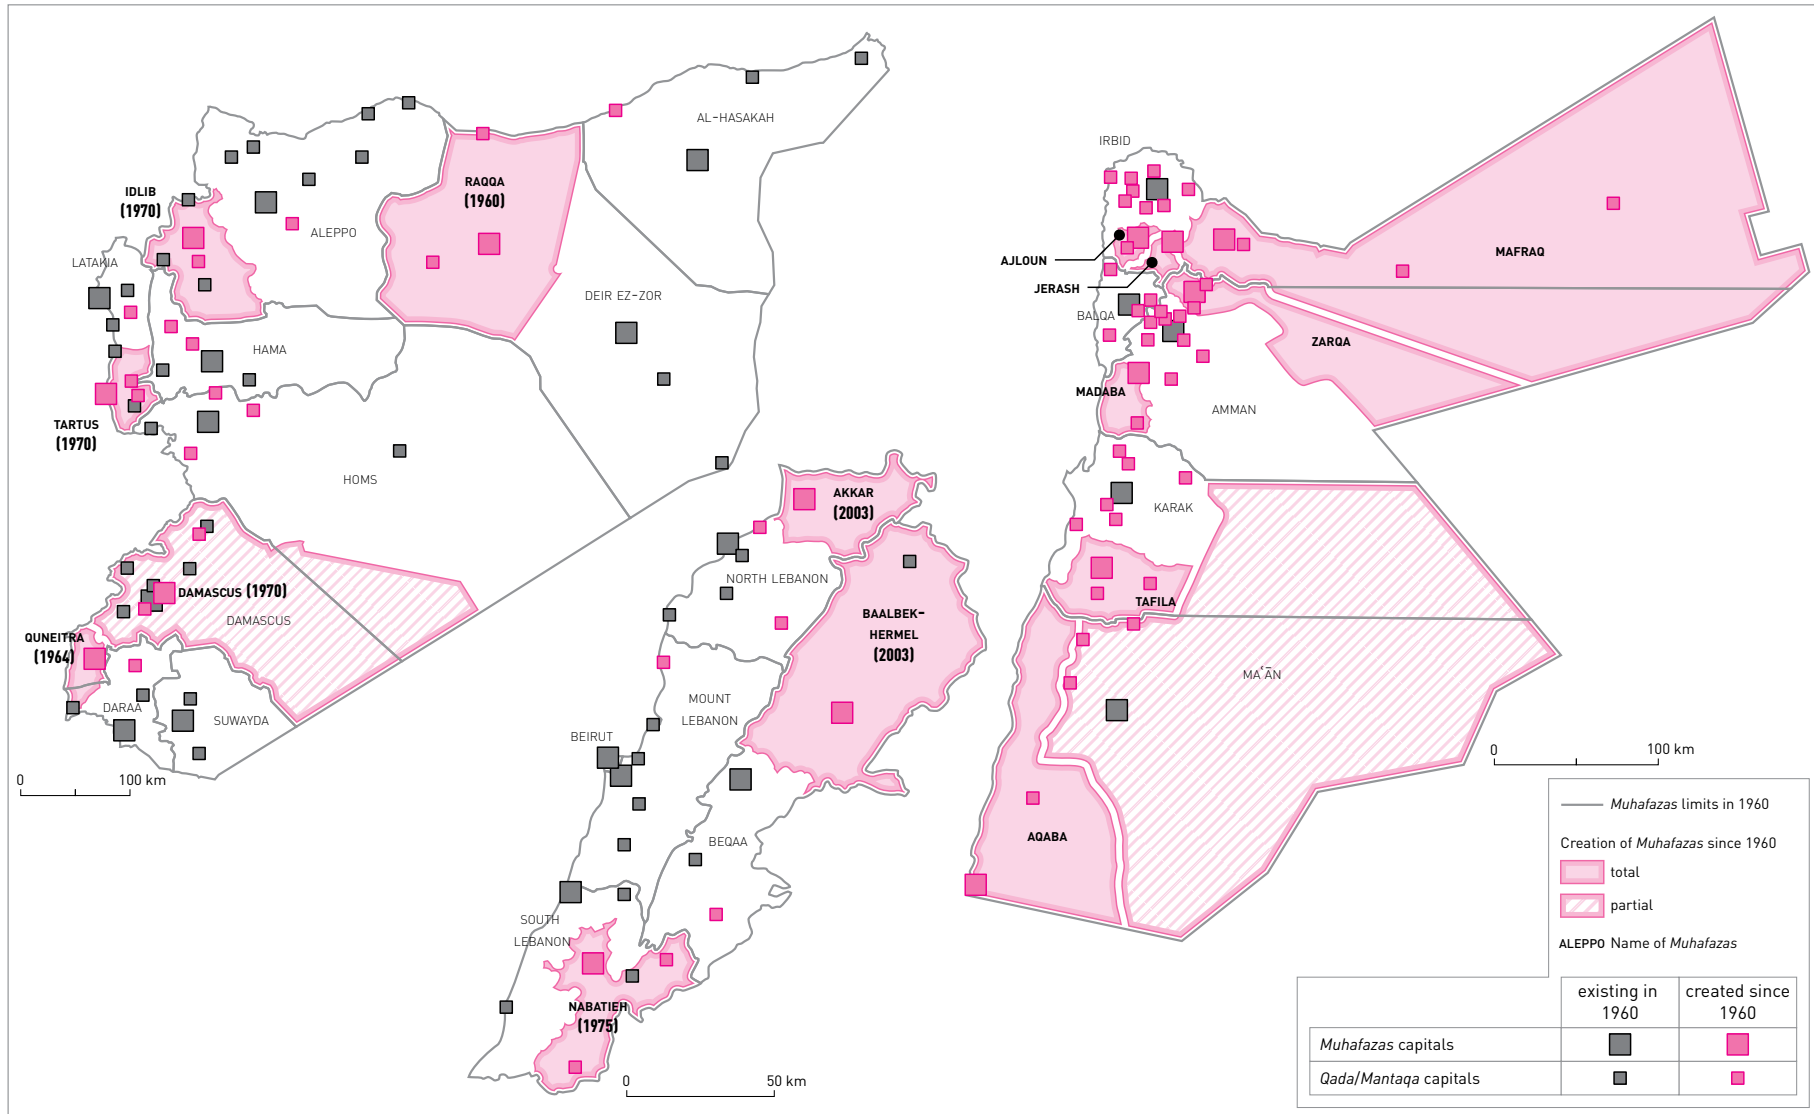 AL-HASAKAH
RAQQA
(1960)
IDLIB
(1970)
ALEPPO
LATAKIA
DEIR EZ-ZOR
HAMA
TARTUS
(1970)
HOMS
DAMASCUS (1970)
DAMASCUS
QUNEITRA
(1964)
DARAA
SUWAYDA
0 100 km
AKKAR
(2003)
NORTH LEBANON
BAALBEK-
HERMEL
(2003)
MOUNT
LEBANON
BEIRUT
BEQAA
SOUTH
LEBANON
NABATIEH
(1975)
0 50 km
IRBID
AJLOUN
JERASH
MAFRAQ
BALQA
ZARQA
MADABA
AMMAN
KARAK
TAFILA
MAʿĀN
AQABA
0 100 km
Muhafazas limits in 1960
Creation of Muhafazas since 1960
total
partial
ALEPPO Name of Muhafazas
existing in
1960
created since
1960
Muhafazas capitals
Qada/Mantaqa capitals